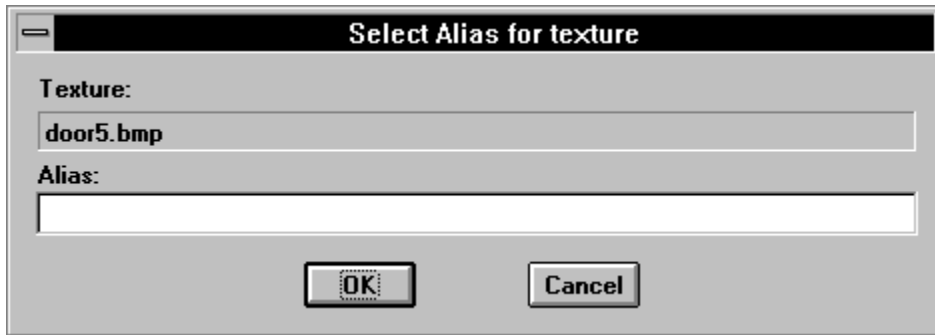 Select Alias for texture
Texture:
door5.bmp
Alias:
OK Cancel